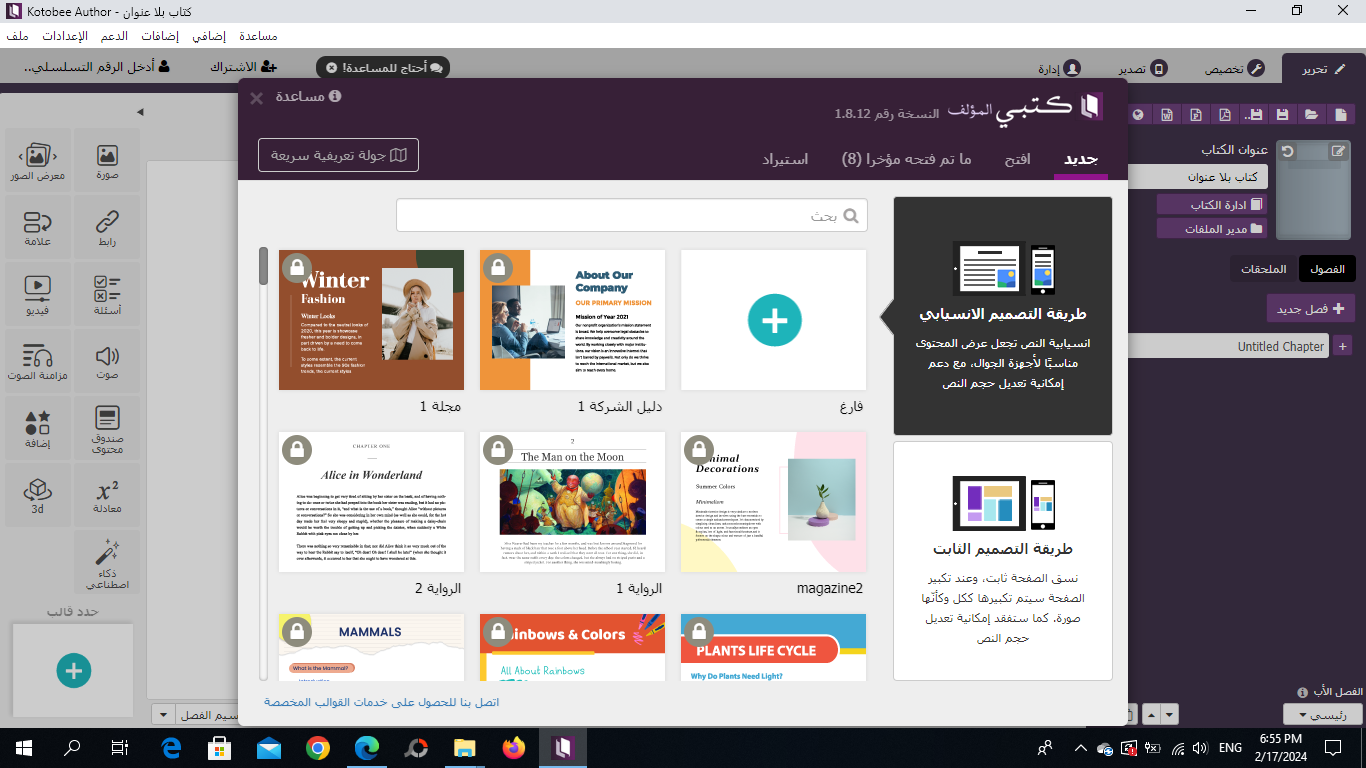 كتاب بلا عنوان - Kotobee Author
ملف
الإعدادات
الدعم
إضافات
إضافي
مساعدة
تحرير
تخصيص
تصدير
إدارة
أحتاج للمساعدة!
الاشتراك
أدخل الرقم التسلسلي..
كتبي المؤلف
النسخة رقم 1.8.12
مساعدة
جديد
افتح
ما تم فتحه مؤخرا (8)
استيراد
جولة تعريفية سريعة
عنوان الكتاب
كتاب بلا عنوان
ادارة الكتاب
مدير الملفات
الفصول
الملحقات
فصل جديد
Untitled Chapter
الفصل الأب
رئيسي
طريقة التصميم الانسيابي
انسيابية النص تجعل عرض المحتوى
مناسبًا لأجهزة الجوال، مع دعم
إمكانية تعديل حجم النص
طريقة التصميم الثابت
نسق الصفحة ثابت، وعند تكبير
الصفحة سيتم تكبيرها ككل وكأنها
صورة، كما ستفقد إمكانية تعديل
حجم النص
بحث
فارغ
About Our
Company
OUR PRIMARY MISSION
Mission of Year 2021
دليل الشركة 1
Winter
Fashion
Winter Looks
مجلة 1
Decorations
Summer Colors
Minimalism
magazine2
2
The Man on the Moon
الرواية 1
CHAPTER ONE
Alice in Wonderland
الرواية 2
PLANTS LIFE CYCLE
Why Do Plants Need Light?
inbows & Colors
All About Rainbows
MAMMALS
What is the Mammal?
اتصل بنا للحصول على خدمات القوالب المخصصة
صورة
معرض الصور
رابط
علامة
أسئلة
فيديو
صوت
مزامنة الصوت
صندوق
محتوى
إضافة
x²
معادلة
3d
ذكاء
اصطناعي
حدد قالب
سيم الفصل
ENG
6:55 PM
2/17/2024